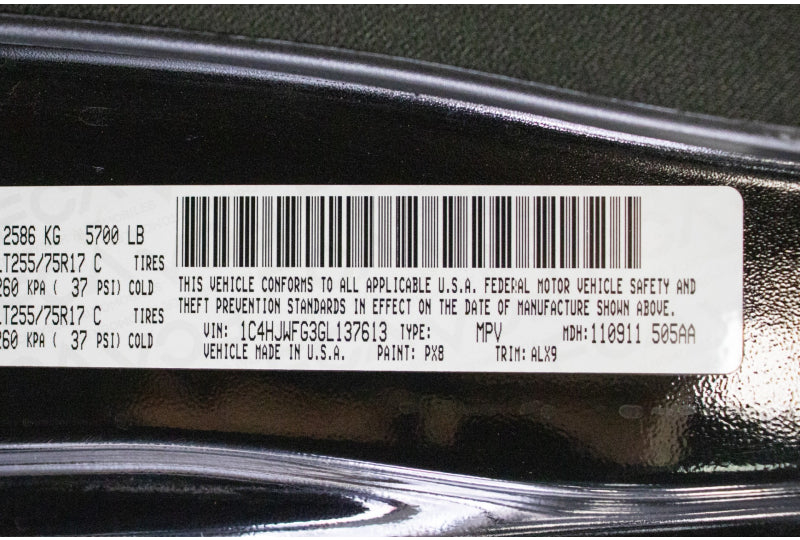 2586 KG 5700 LB
LT255/75R17 C TIRES
260 KPA ( 37 PSI) COLD
LT255/75R17 C TIRES
260 KPA ( 37 PSI) COLD
THIS VEHICLE CONFORMS TO ALL APPLICABLE U.S.A. FEDERAL MOTOR VEHICLE SAFETY AND
THEFT PREVENTION STANDARDS IN EFFECT ON THE DATE OF MANUFACTURE SHOWN ABOVE.
VIN: 1C4HJWFG3GL137613 TYPE: MPV MDH:110911 505AA
VEHICLE MADE IN U.S.A. PAINT: PX8 TRIM: ALX9